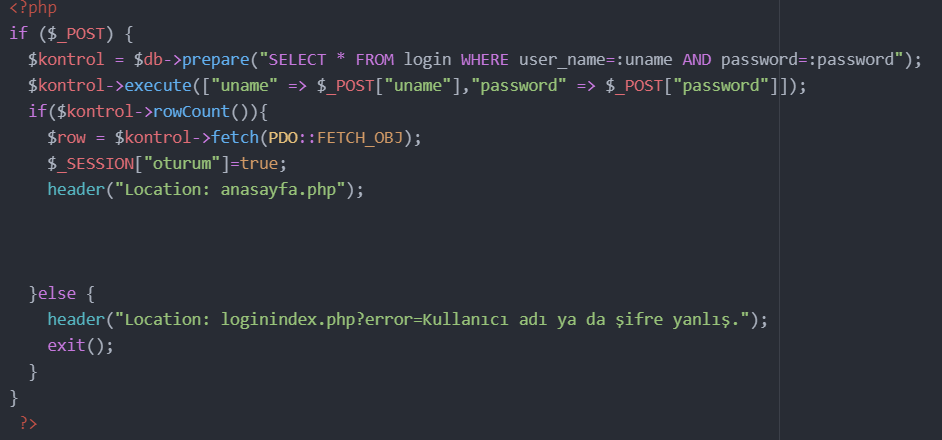 <?php
if ($_POST) {
  $kontrol = $db->prepare("SELECT * FROM login WHERE user_name=:uname AND password=:password");
  $kontrol->execute(["uname" => $_POST["uname"],"password" => $_POST["password"]]);
  if($kontrol->rowCount()){
    $row = $kontrol->fetch(PDO::FETCH_OBJ);
    $_SESSION["oturum"]=true;
    header("Location: anasayfa.php");
  }else {
    header("Location: loginindex.php?error=Kullanıcı adı ya da şifre yanlış.");
    exit();
  }
}
 ?>